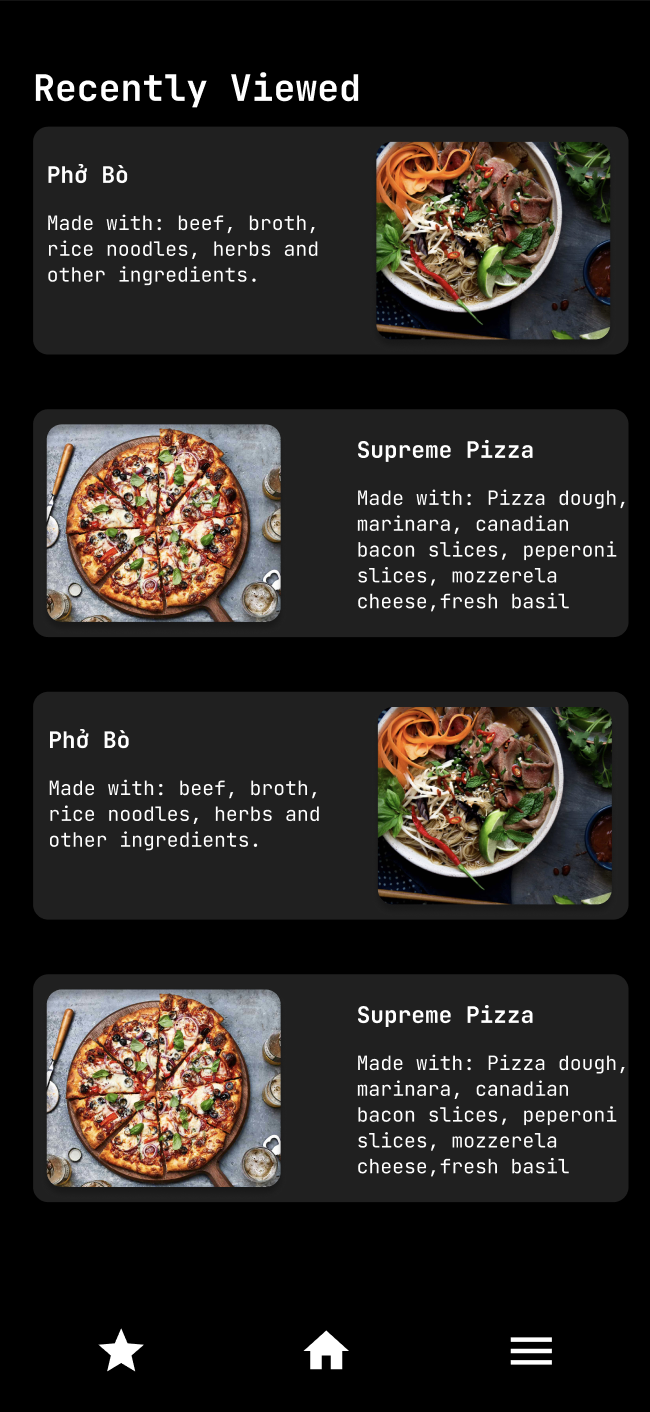 Recently Viewed
Phở Bò
Made with: beef, broth,
rice noodles, herbs and
other ingredients.
Supreme Pizza
Made with: Pizza dough,
marinara, canadian
bacon slices, peperoni
slices, mozzerela
cheese,fresh basil
Phở Bò
Made with: beef, broth,
rice noodles, herbs and
other ingredients.
Supreme Pizza
Made with: Pizza dough,
marinara, canadian
bacon slices, peperoni
slices, mozzerela
cheese,fresh basil